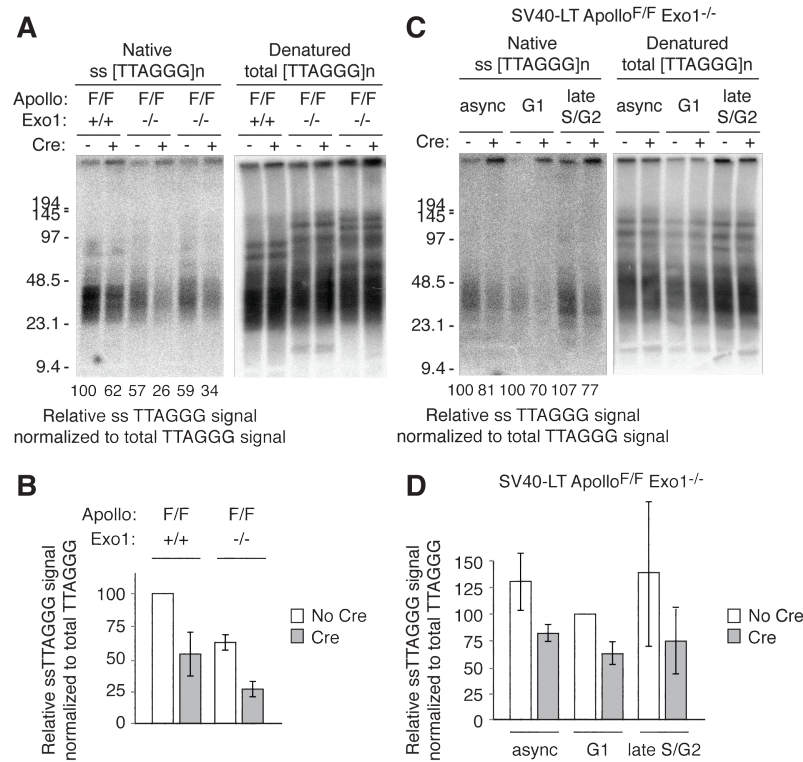 A
Native
ss [TTAGGG]n
Denatured
total [TTAGGG]n
Apollo: F/F F/F F/F F/F F/F F/F
Exo1: +/+ -/- -/- +/+ -/- -/-
Cre: - + - + - + - + - + - +
194 -
145 -
97 -
48.5 -
23.1 -
9.4 -
100 62 57 26 59 34
Relative ss TTAGGG signal
normalized to total TTAGGG signal
C
SV40-LT ApolloF/F Exo1-/-
Native
ss [TTAGGG]n
Denatured
total [TTAGGG]n
async G1 late S/G2 async G1 late S/G2
Cre: - + - + - + - + - + - +
194 -
145 -
97 -
48.5 -
23.1 -
9.4 -
100 81 100 70 107 77
Relative ss TTAGGG signal
normalized to total TTAGGG signal
B
Apollo: F/F F/F
Exo1: +/+ -/-
Relative ssTTAGGG signal
normalized to total TTAGGG
100
75
50
25
0
No Cre
Cre
D
SV40-LT ApolloF/F Exo1-/-
Relative ssTTAGGG signal
normalized to total TTAGGG
150
125
100
75
50
25
0
async G1 late S/G2
No Cre
Cre